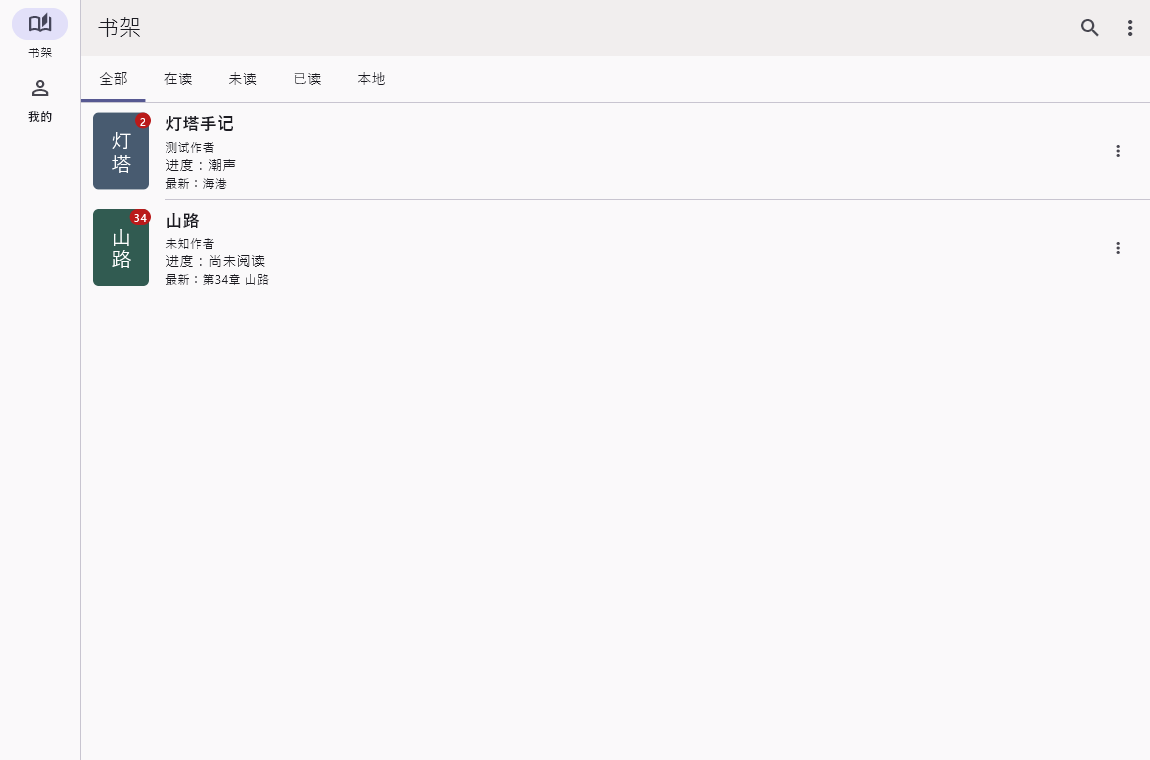 书架
我的
书架
全部
在读
未读
已读
本地
灯塔
2
灯塔手记
测试作者
进度：潮声
最新：海港
山路
34
山路
未知作者
进度：尚未阅读
最新：第34章 山路